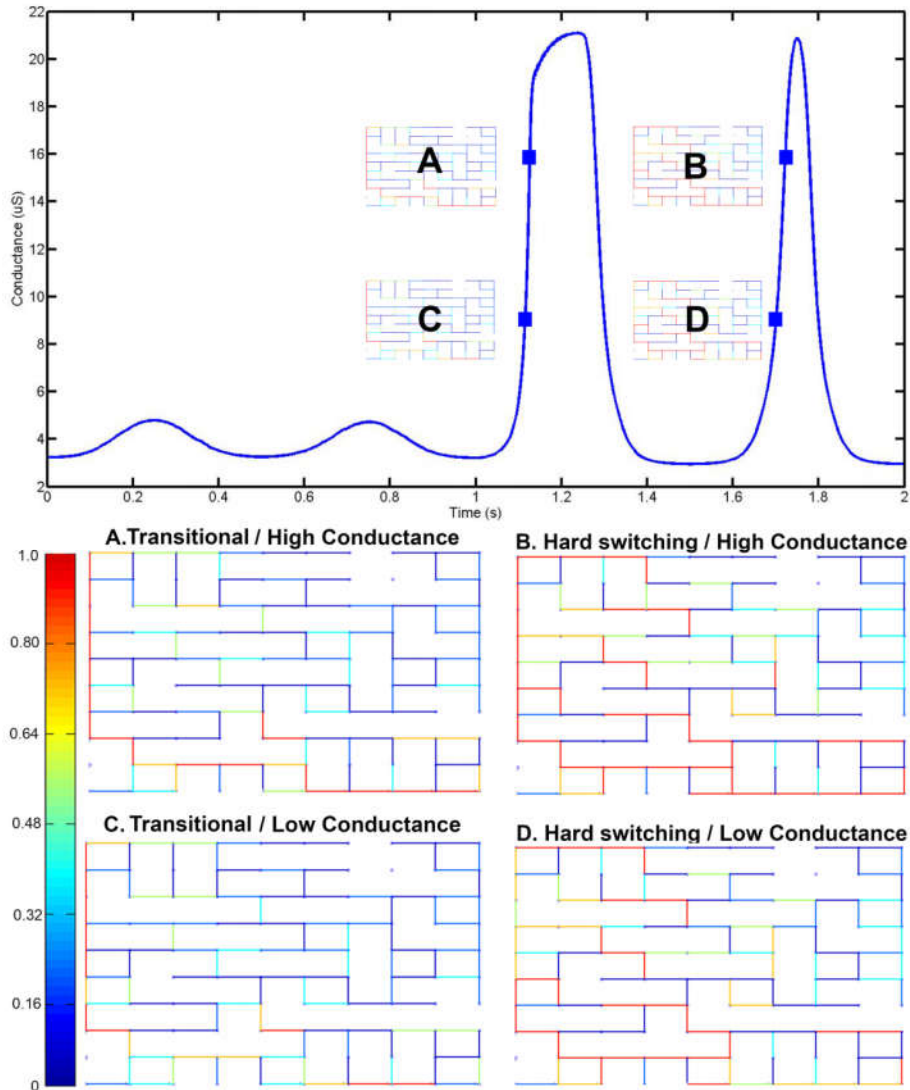 22
20
18
16
14
12
10
8
6
4
2
Conductance (uS)
A
B
C
D
0
0.2
0.4
0.6
0.8
1
1.2
1.4
1.6
1.8
2
Time (s)
A.Transitional / High Conductance
B. Hard switching / High Conductance
1.0
0.80
0.64
0.48
0.32
0.16
0
C. Transitional / Low Conductance
D. Hard switching / Low Conductance